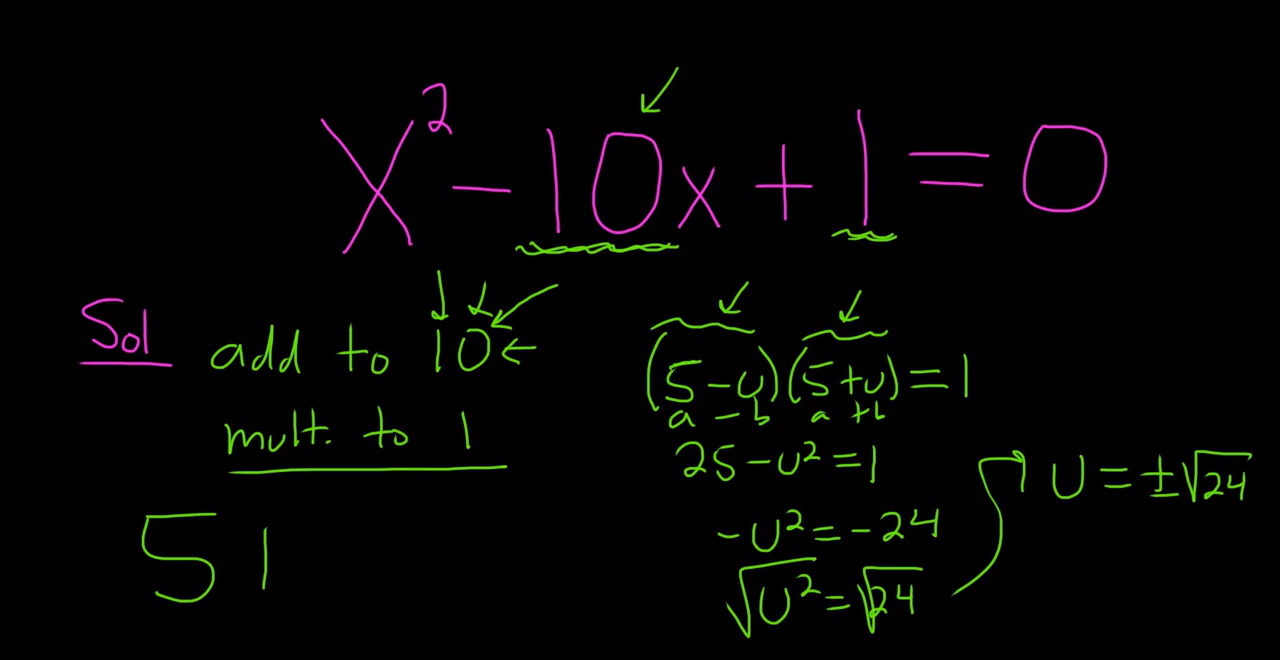 x² - 10x + 1 = 0
Sol
add to 10
mult. to 1
5 1
(5-u)(5+u) = 1
a - b a + b
25 - u² = 1
-u² = -24
√u² = √24
u = ±√24